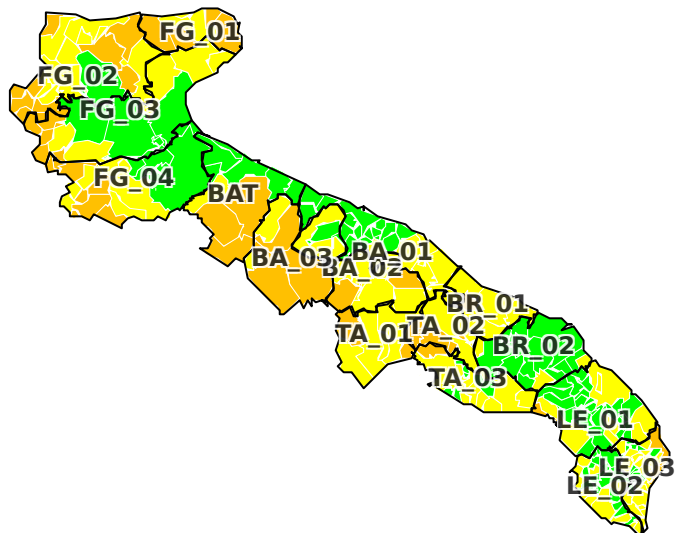 FG_01
FG_02
FG_03
FG_04
BAT
BA_01
BA_03
BA_02
BR_01
TA_02
TA_01
BR_02
TA_03
LE_01
LE_03
LE_02